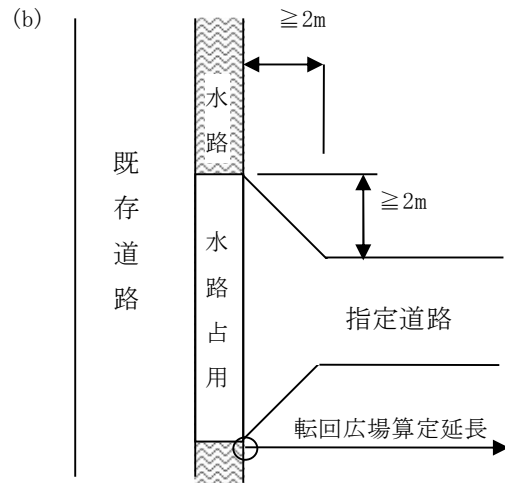 (b)
≧2m
水路
既存道路
≧2m
水路占用
指定道路
転回広場算定延長